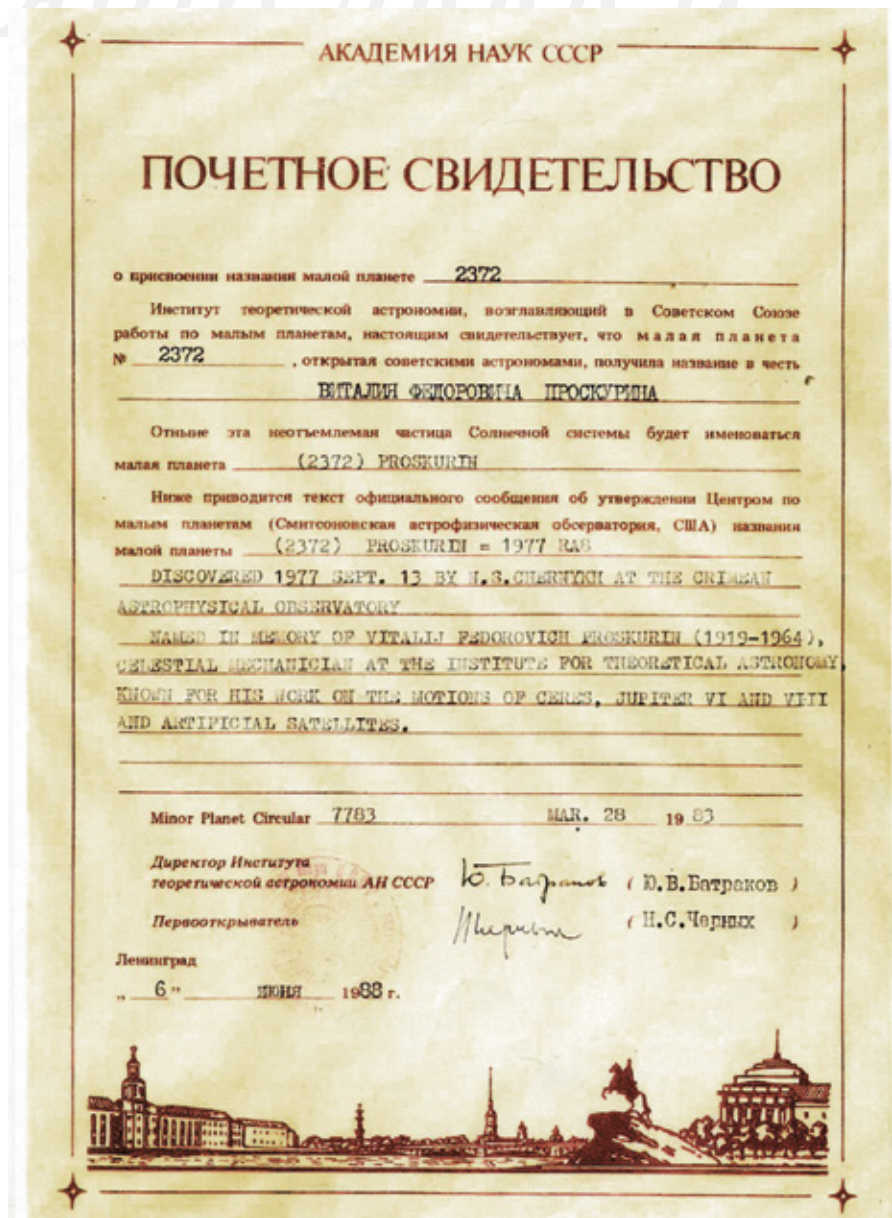 АКАДЕМИЯ НАУК СССР
ПОЧЕТНОЕ СВИДЕТЕЛЬСТВО
о присвоении названия малой планете 2372
Институт теоретической астрономии, возглавляющий в Советском Союзе
работы по малым планетам, настоящим свидетельствует, что малая планета
№ 2372 , открытая советскими астрономами, получила название в честь
ВИТАЛИЯ ФЕДОРОВИЧА ПРОСКУРИНА
Отныне эта неотъемлемая частица Солнечной системы будет именоваться
малая планета (2372) PROSKURIN
Ниже приводится текст официального сообщения об утверждении Центром по
малым планетам (Смитсоновская астрофизическая обсерватория, США) названия
малой планеты (2372) PROSKURIN = 1977 RA8
DISCOVERED 1977 SEPT. 13 BY N.S.CHERNYKH AT THE CRIMEAN
ASTROPHYSICAL OBSERVATORY
NAMED IN MEMORY OF VITALIJ FEDOROVICH PROSKURIN (1919-1964),
CELESTIAL MECHANICIAN AT THE INSTITUTE FOR THEORETICAL ASTRONOMY,
KNOWN FOR HIS WORK ON THE MOTIONS OF CERES, JUPITER VI AND VIII
AND ARTIFICIAL SATELLITES.
Minor Planet Circular 7783 MAR. 28 19 83
Директор Института
теоретической астрономии АН СССР Ю. Батраков ( Ю.В.Батраков )
Первооткрыватель НЧерных ( Н.С.Черных )
Ленинград
„ 6 " ИЮНЯ 1988 г.